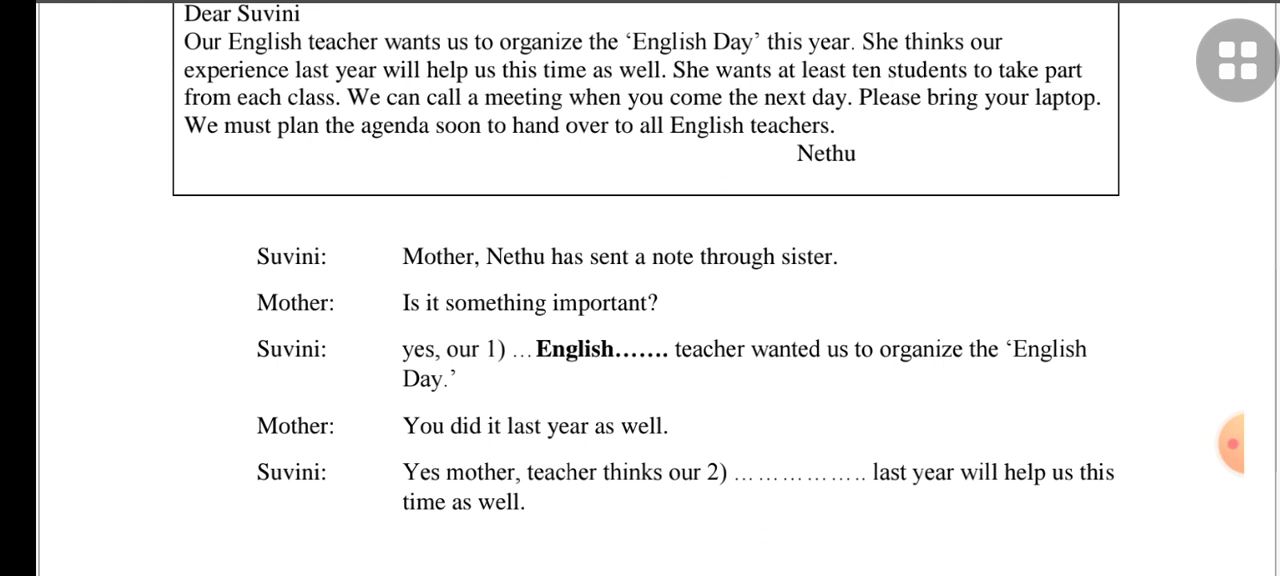 Dear Suvini
Our English teacher wants us to organize the ‘English Day’ this year. She thinks our
experience last year will help us this time as well. She wants at least ten students to take part
from each class. We can call a meeting when you come the next day. Please bring your laptop.
We must plan the agenda soon to hand over to all English teachers.
Nethu
Suvini: Mother, Nethu has sent a note through sister.
Mother: Is it something important?
Suvini: yes, our 1) …English……. teacher wanted us to organize the ‘English
Day.’
Mother: You did it last year as well.
Suvini: Yes mother, teacher thinks our 2) …………….. last year will help us this
time as well.